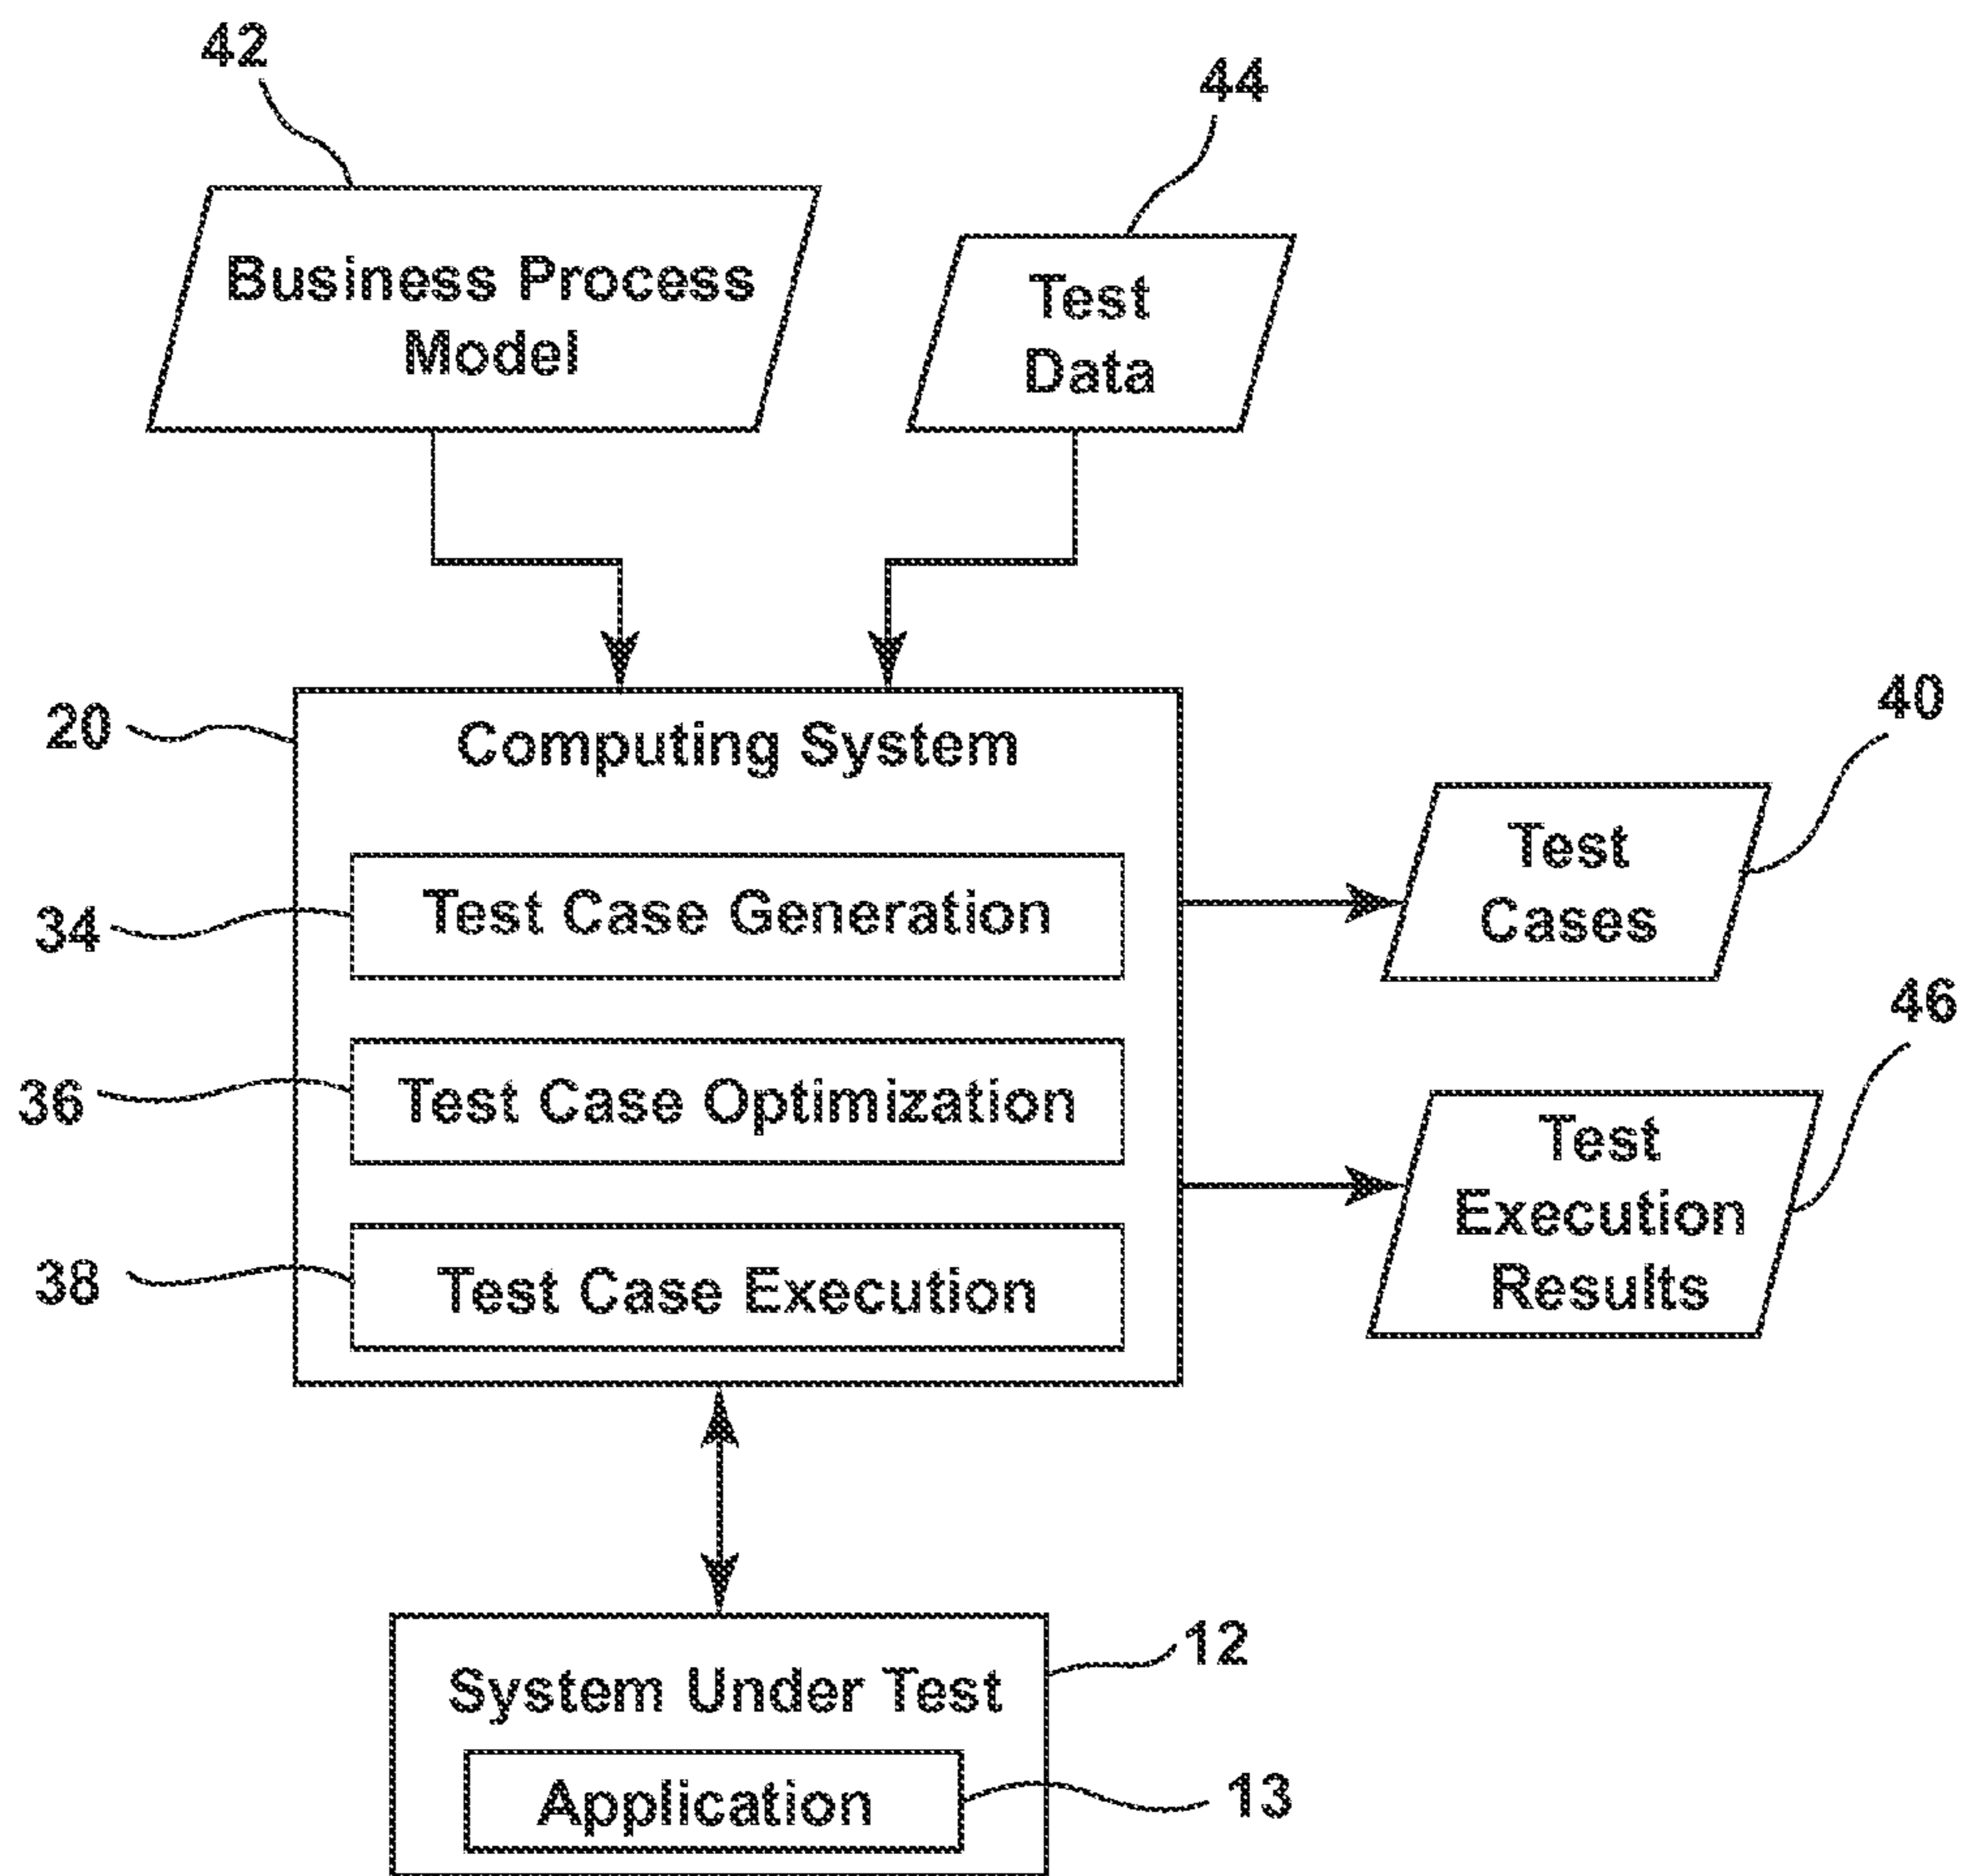 42
44
Business Process
Model
Test
Data
20
Computing System
40
Test
Cases
34
Test Case Generation
46
36
Test Case Optimization
Test
Execution
Results
38
Test Case Execution
12
System Under Test
Application
13